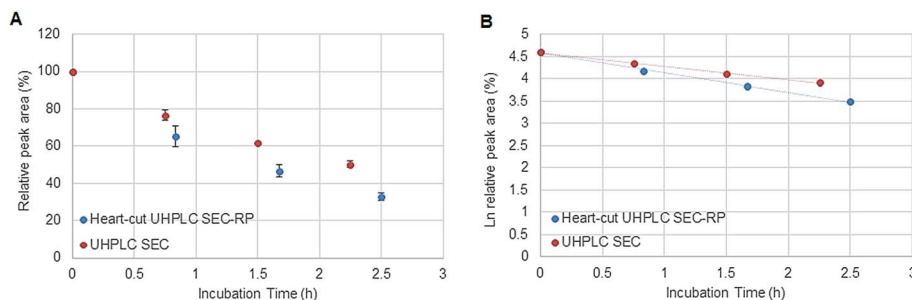 A
120
100
80
60
40
20
0
Relative peak area (%)
Heart-cut UHPLC SEC-RP
UHPLC SEC
0 0.5 1 1.5 2 2.5 3
Incubation Time (h)
B
5
4.5
4
3.5
3
2.5
2
1.5
1
0.5
0
Ln relative peak area (%)
Heart-cut UHPLC SEC-RP
UHPLC SEC
0 0.5 1 1.5 2 2.5 3
Incubation Time (h)